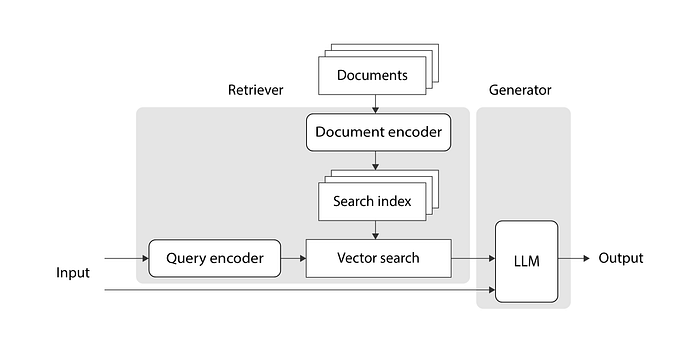 Documents
Retriever
Generator
Document encoder
Search index
Query encoder
Vector search
LLM
Output
Input